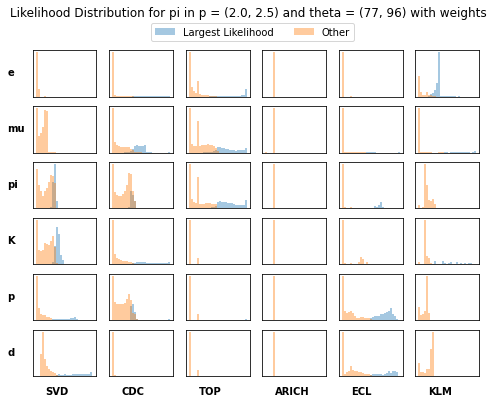 Likelihood Distribution for pi in p = (2.0, 2.5) and theta = (77, 96) with weights
Largest Likelihood Other
e
mu
pi
K
p
d
SVD CDC TOP ARICH ECL KLM